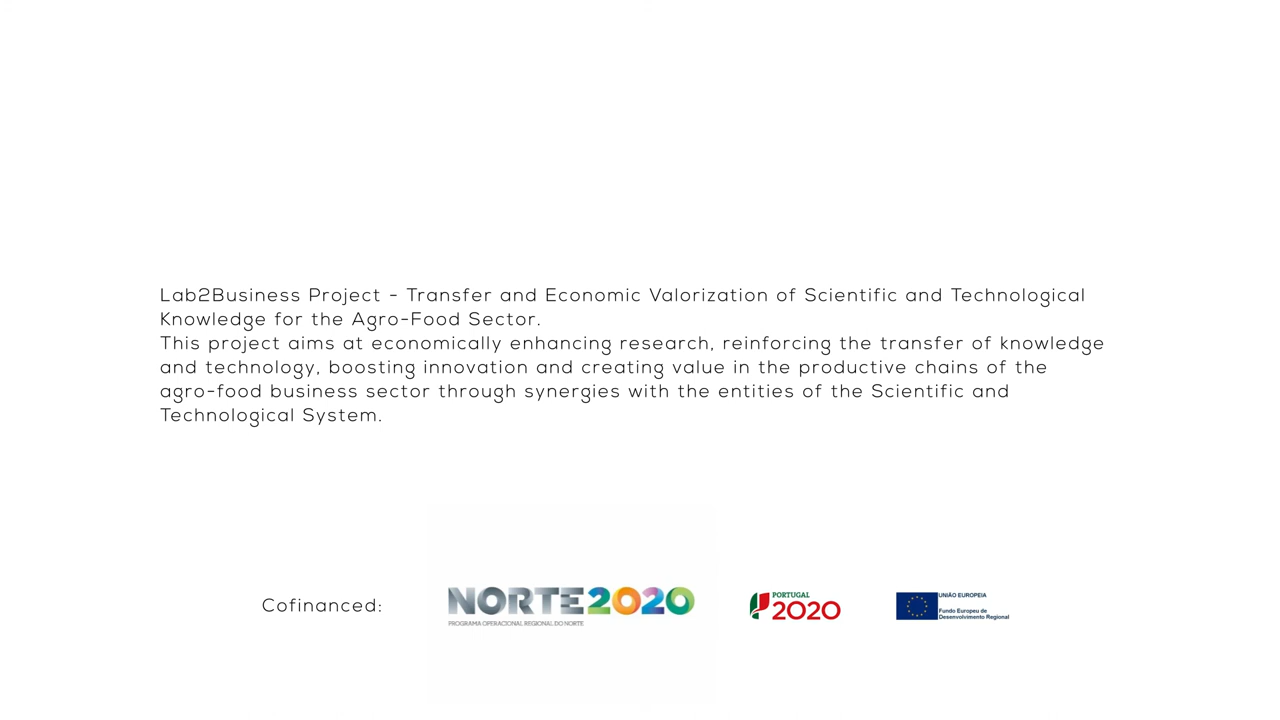 Lab2Business Project - Transfer and Economic Valorization of Scientific and Technological
Knowledge for the Agro-Food Sector.
This project aims at economically enhancing research, reinforcing the transfer of knowledge
and technology, boosting innovation and creating value in the productive chains of the
agro-food business sector through synergies with the entities of the Scientific and
Technological System.
Cofinanced:
NORTE2020
PROGRAMA OPERACIONAL REGIONAL DO NORTE
PORTUGAL
2020
UNIÃO EUROPEIA
Fundo Europeu de
Desenvolvimento Regional